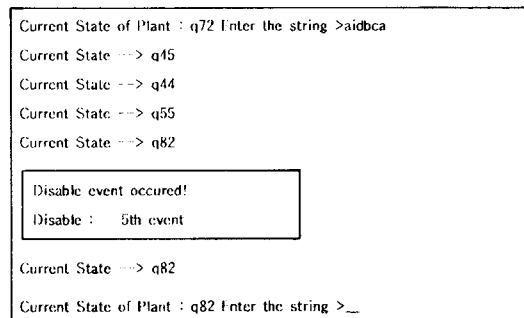 Current State of Plant : q72 Enter the string >aidbca
Current State ---> q45
Current State ---> q44
Current State ---> q55
Current State ---> q82
Disable event occured!
Disable : 5th event
Current State ---> q82
Current State of Plant : q82 Enter the string >_